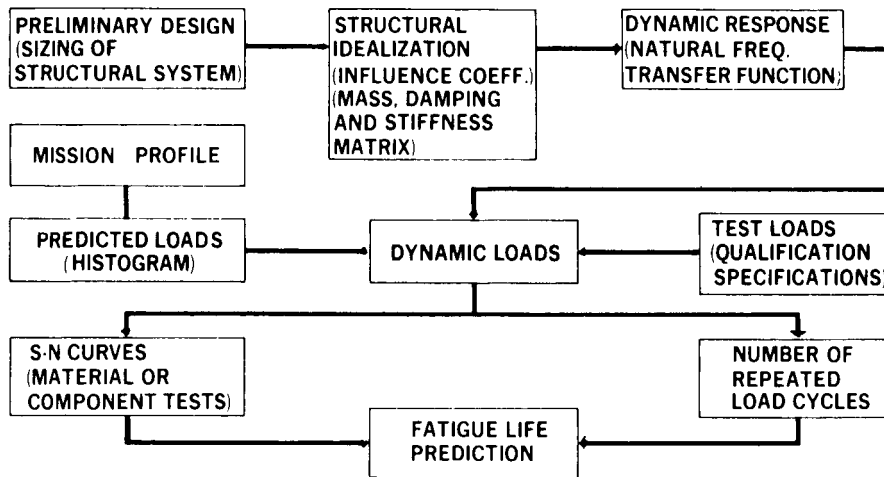 PRELIMINARY DESIGN
(SIZING OF
STRUCTURAL SYSTEM)
STRUCTURAL
IDEALIZATION
(INFLUENCE COEFF.)
(MASS, DAMPING
AND STIFFNESS
MATRIX)
DYNAMIC RESPONSE
(NATURAL FREQ.
TRANSFER FUNCTION)
MISSION PROFILE
PREDICTED LOADS
(HISTOGRAM)
DYNAMIC LOADS
TEST LOADS
(QUALIFICATION
SPECIFICATIONS)
S-N CURVES
(MATERIAL OR
COMPONENT TESTS)
NUMBER OF
REPEATED
LOAD CYCLES
FATIGUE LIFE
PREDICTION